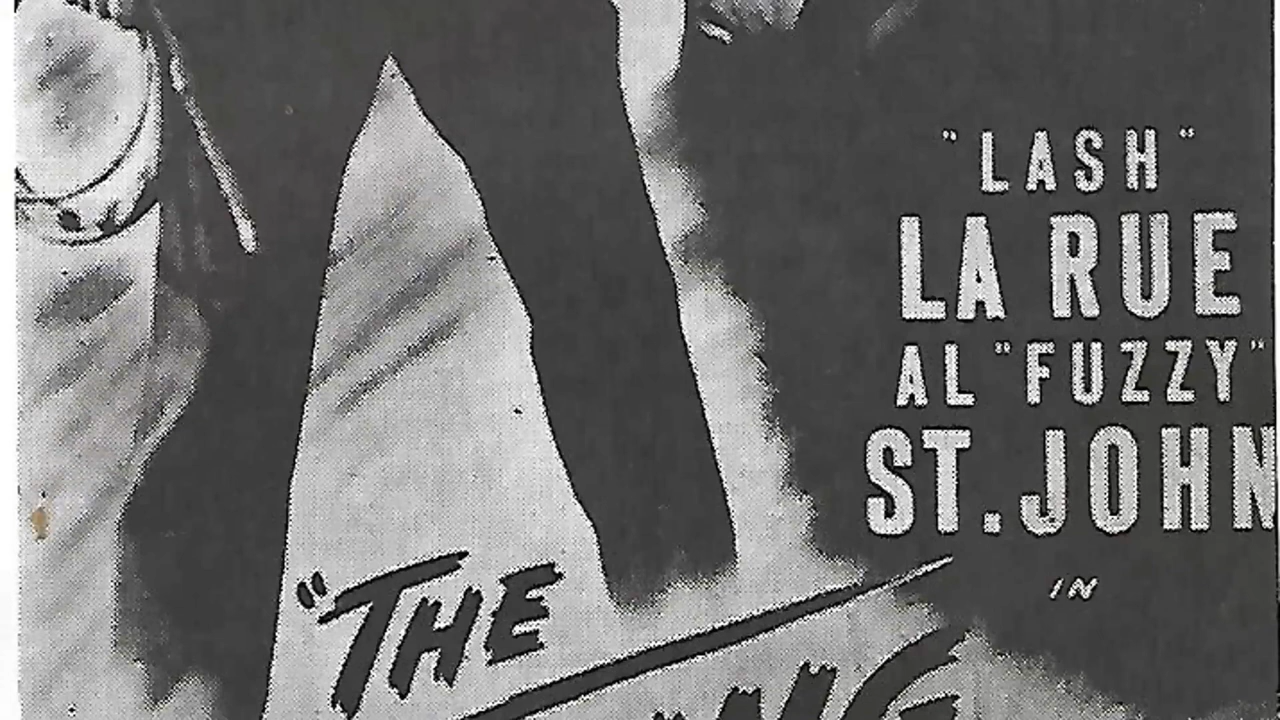 "LASH"
LA RUE
AL "FUZZY"
ST. JOHN
IN
"THE